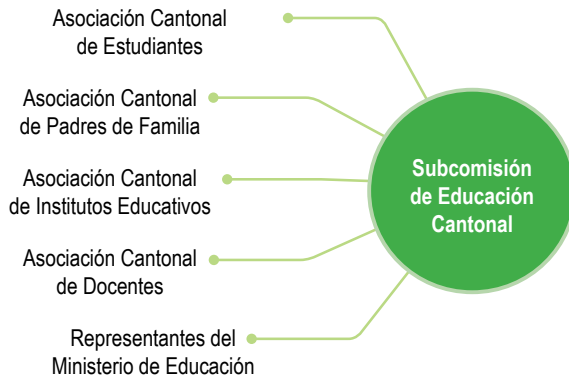 Asociación Cantonal
de Estudiantes
Asociación Cantonal
de Padres de Familia
Asociación Cantonal
de Institutos Educativos
Asociación Cantonal
de Docentes
Representantes del
Ministerio de Educación
Subcomisión
de Educación
Cantonal